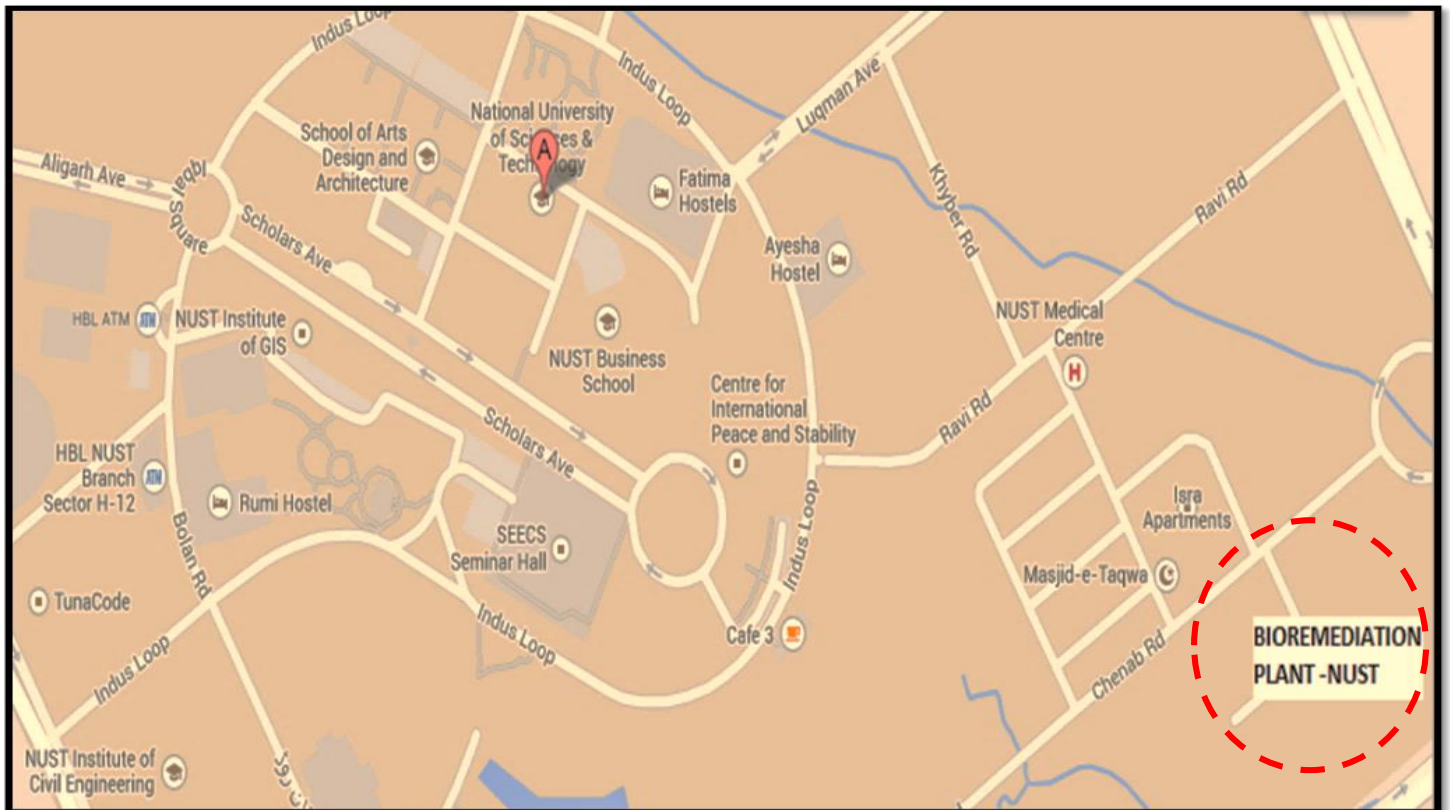 Indus Loop
Indus Loop
Luqman Ave
National University
of Sciences &
Technology
A
School of Arts
Design and
Architecture
Aligarh Ave
Iqbal
Square
Fatima
Hostels
Khyber Rd
Ravi Rd
Scholars Ave
Ayesha
Hostel
HBL ATM
ATM
NUST Institute
of GIS
NUST Medical
Centre
H
NUST Business
School
Centre for
International
Peace and Stability
Ravi Rd
Scholars Ave
HBL NUST
Branch
Sector H-12
ATM
Rumi Hostel
Isra
Apartments
SEECS
Seminar Hall
Bolan Rd
Indus Loop
Masjid-e-Taqwa
TunaCode
Indus Loop
Cafe 3
BIOREMEDIATION
PLANT -NUST
Chenab Rd
Indus Loop
NUST Institute of
Civil Engineering